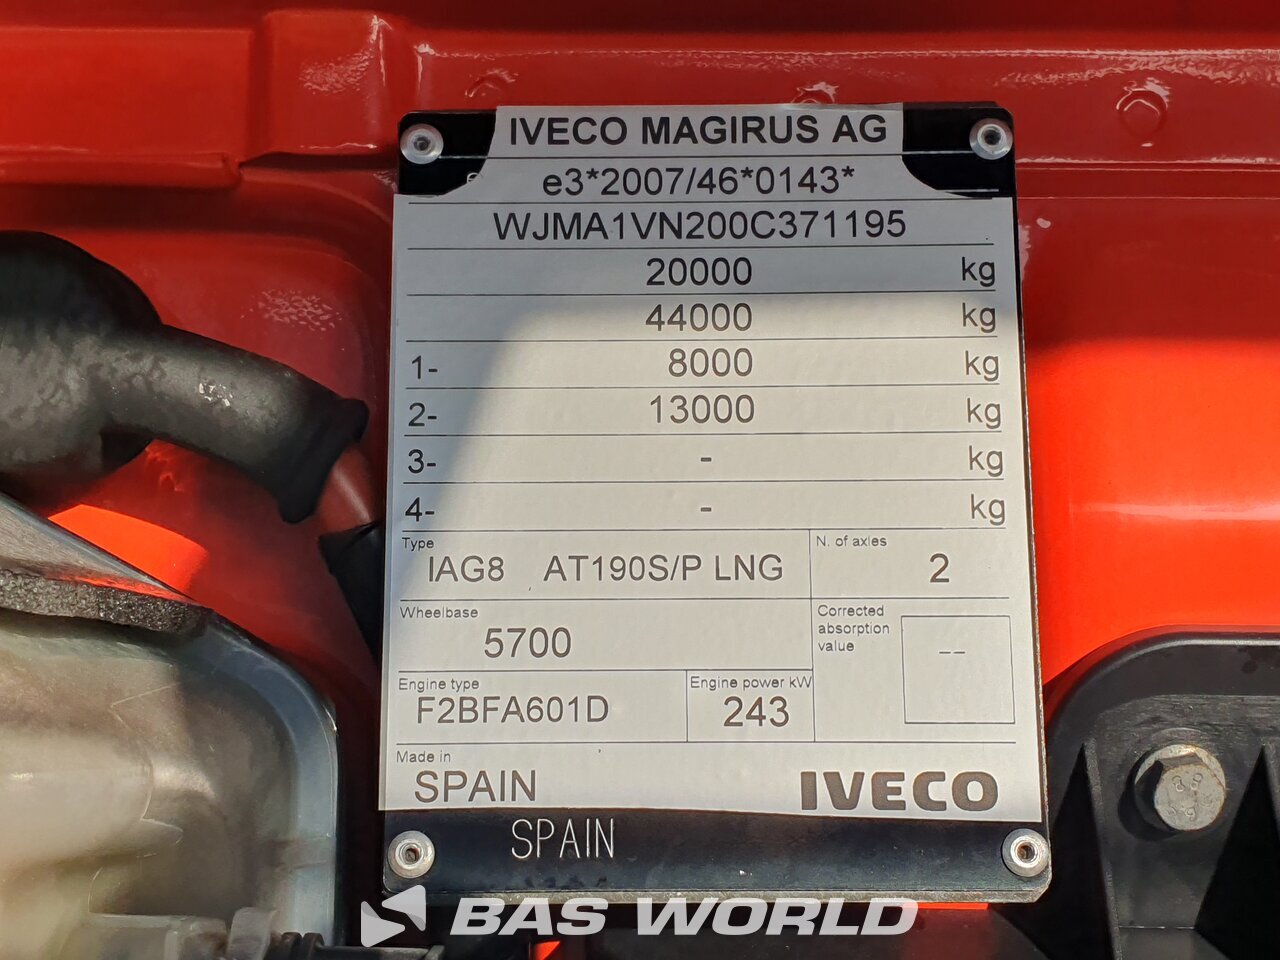 IVECO MAGIRUS AG
e3*2007/46*0143*
WJMA1VN200C371195
20000 kg
44000 kg
1- 8000 kg
2- 13000 kg
3- - kg
4- - kg
Type
IAG8 AT190S/P LNG
N. of axles
2
Wheelbase
5700
Corrected
absorption
value
--
Engine type
F2BFA601D
Engine power kW
243
Made in
SPAIN
IVECO
SPAIN
BAS WORLD